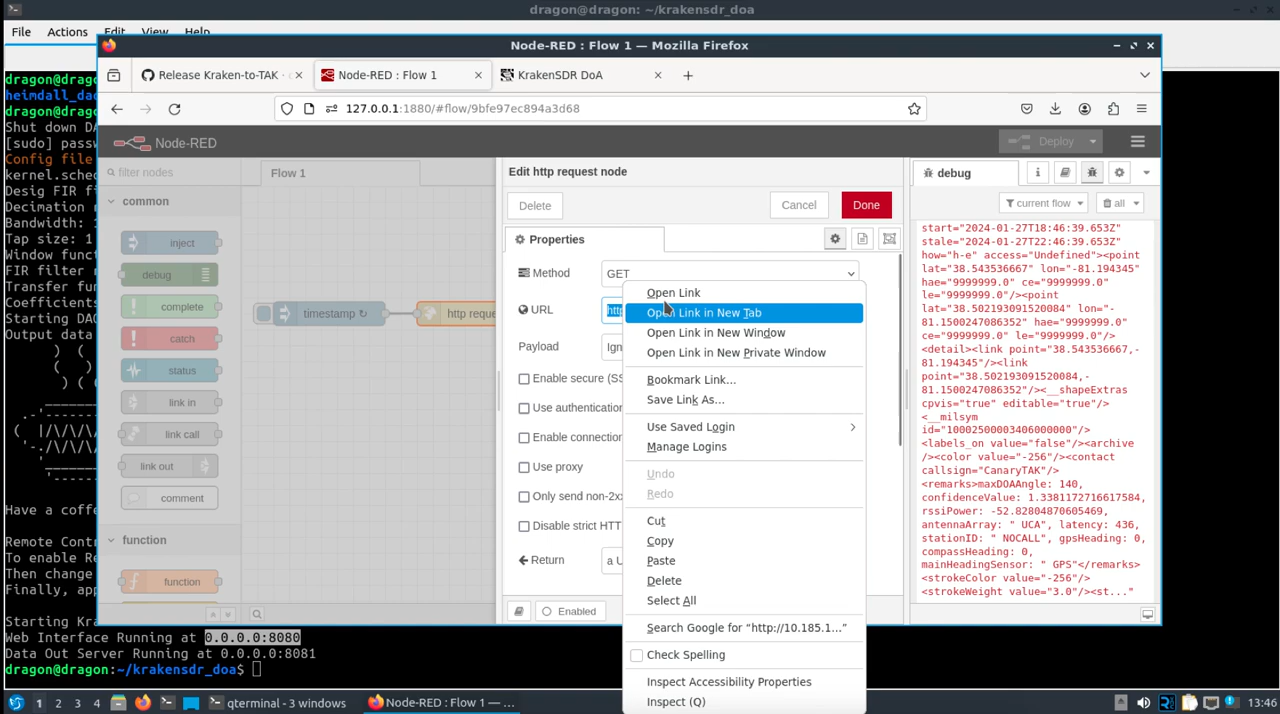 dragon@dragon: ~/krakensdr_doa
File Actions Edit View Help
Node-RED : Flow 1 — Mozilla Firefox
Release Kraken-to-TAK
Node-RED : Flow 1
KrakenSDR DoA
127.0.0.1:1880/#flow/9bfe97ec894a3d68
Node-RED
Deploy
filter nodes
common
inject
debug
complete
catch
status
link in
link call
link out
comment
function
function
Flow 1
timestamp ↻
http reque
Edit http request node
Delete
Cancel
Done
Properties
Method
GET
URL
http
Payload
Ign
Enable secure (SS
Use authentication
Enable connection
Use proxy
Only send non-2xx
Disable strict HTT
Return
a U
Enabled
Open Link
Open Link in New Tab
Open Link in New Window
Open Link in New Private Window
Bookmark Link...
Save Link As...
Use Saved Login
Manage Logins
Undo
Redo
Cut
Copy
Paste
Delete
Select All
Search Google for “http://10.185.1...”
Check Spelling
Inspect Accessibility Properties
Inspect (Q)
debug
i
current flow
all
start="2024-01-27T18:46:39.653Z"
stale="2024-01-27T22:46:39.653Z"
how="h-e" access="Undefined"><point
lat="38.543536667" lon="-81.194345"
hae="9999999.0" ce="9999999.0"
le="9999999.0"/><point
lat="38.502193091520084" lon="-
81.1500247086352" hae="9999999.0"
ce="9999999.0" le="9999999.0"/>
<detail><link point="38.543536667,-
81.194345"/><link
point="38.502193091520084,-
81.1500247086352"/><__shapeExtras
cpvis="true" editable="true"/>
<__milsym
id="10002500003406000000"/>
<labels_on value="false"/><archive
/><color value="-256"/><contact
callsign="CanaryTAK"/>
<remarks>maxDOAAngle: 140,
confidenceValue: 1.3381172716617584,
rssiPower: -52.82804870605469,
antennaArray: " UCA", latency: 436,
stationID: " NOCALL", gpsHeading: 0,
compassHeading: 0,
mainHeadingSensor: " GPS"</remarks>
<strokeColor value="-256"/>
<strokeWeight value="3.0"/><st..."
dragon@drag
heimdall_da
dragon@drag
Shut down DA
[sudo] passw
Config file
kernel.sched
Desig FIR fi
Decimation r
Bandwidth: 1
Tap size: 1
Window funct
FIR filter r
Transfer fun
Coefficients
Starting DAQ
Output data
Have a coffe
Remote Contr
To enable Re
Then change
Finally, app
Starting Kra
Web Interface Running at 0.0.0.0:8080
Data Out Server Running at 0.0.0.0:8081
dragon@dragon:~/krakensdr_doa$
1 2 3 4
qterminal - 3 windows
Node-RED : Flow 1 — ...
13:46